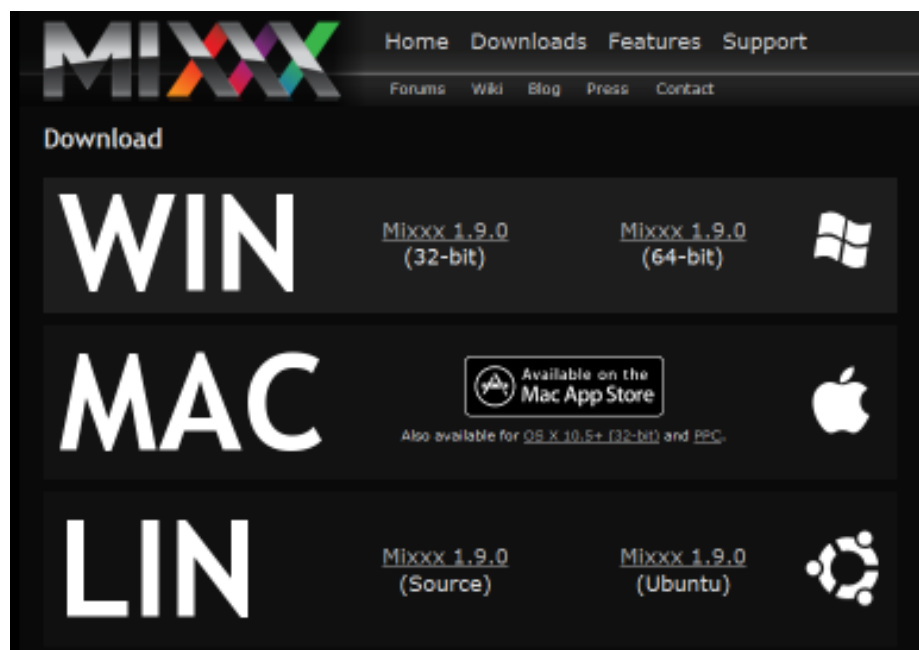 MIXXX
Home Downloads Features Support
Forums Wiki Blog Press Contact
Download
WIN
Mixxx 1.9.0 Mixxx 1.9.0
(32-bit) (64-bit)
MAC
Available on the
Mac App Store
Also available for OS X 10.5+ (32-bit) and PPC.
LIN
Mixxx 1.9.0 Mixxx 1.9.0
(Source) (Ubuntu)